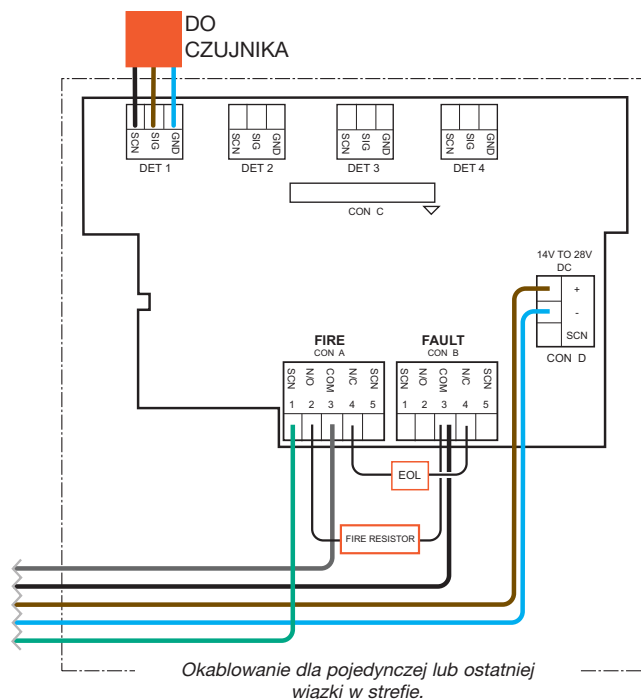 DO
CZUJNIKA
SCN SIG GND
DET 1
SCN SIG GND
DET 2
SCN SIG GND
DET 3
SCN SIG GND
DET 4
CON C
14V TO 28V
DC
+
-
SCN
CON D
FIRE
CON A
SCN N/O COM N/C SCN
1 2 3 4 5
FAULT
CON B
SCN N/O COM N/C SCN
1 2 3 4 5
EOL
FIRE RESISTOR
Okablowanie dla pojedynczej lub ostatniej
wiązki w strefie.